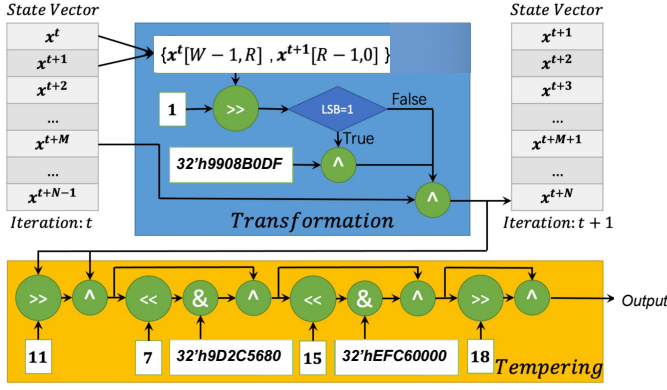 State Vector
x^t
x^{t+1}
x^{t+2}
...
x^{t+M}
...
x^{t+N-1}
Iteration: t
{x^t[W − 1, R] , x^{t+1}[R − 1,0] }
1
>>
LSB=1
False
True
32'h9908B0DF
^
^
Transformation
State Vector
x^{t+1}
x^{t+2}
x^{t+3}
...
x^{t+M+1}
...
x^{t+N}
Iteration: t + 1
>>
^
<<
&
^
<<
&
^
>>
^
Output
11
7
32'h9D2C5680
15
32'hEFC60000
18
Tempering